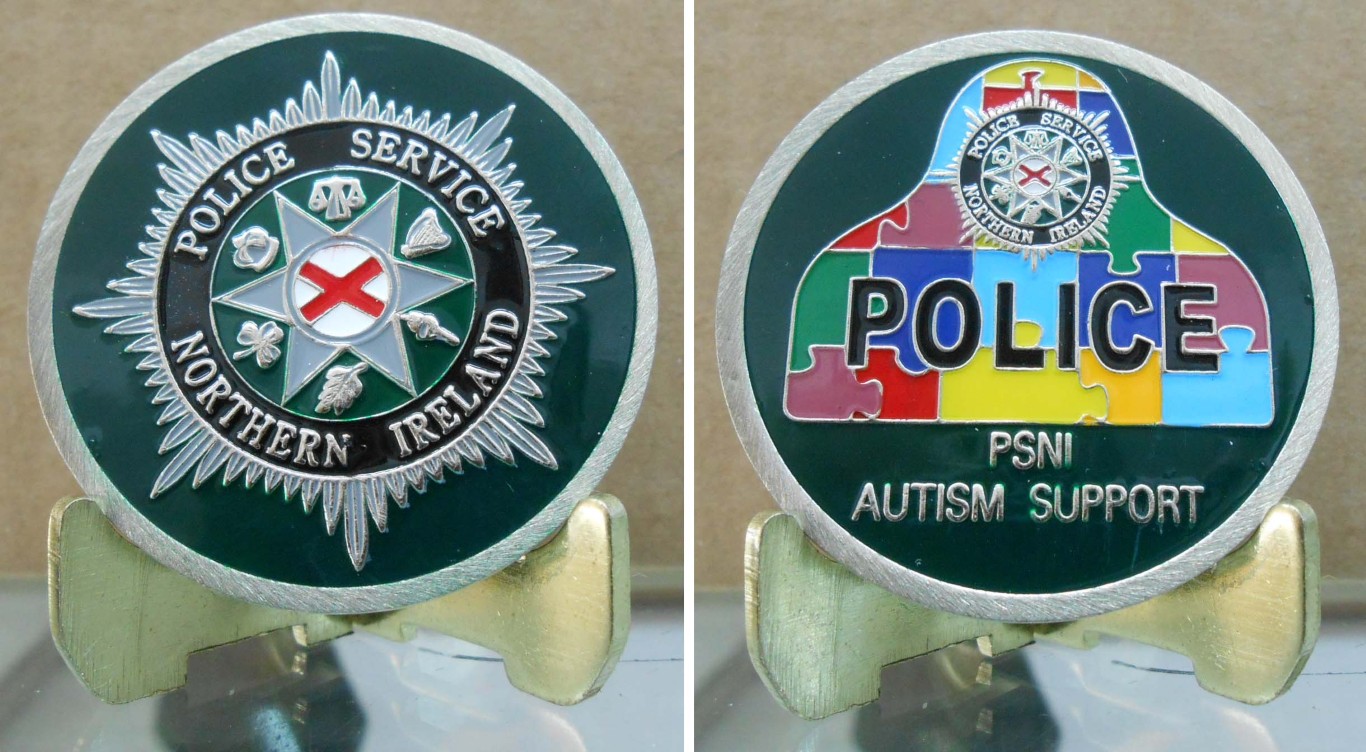 POLICE SERVICE
NORTHERN IRELAND
POLICE SERVICE
NORTHERN IRELAND
POLICE
PSNI
AUTISM SUPPORT